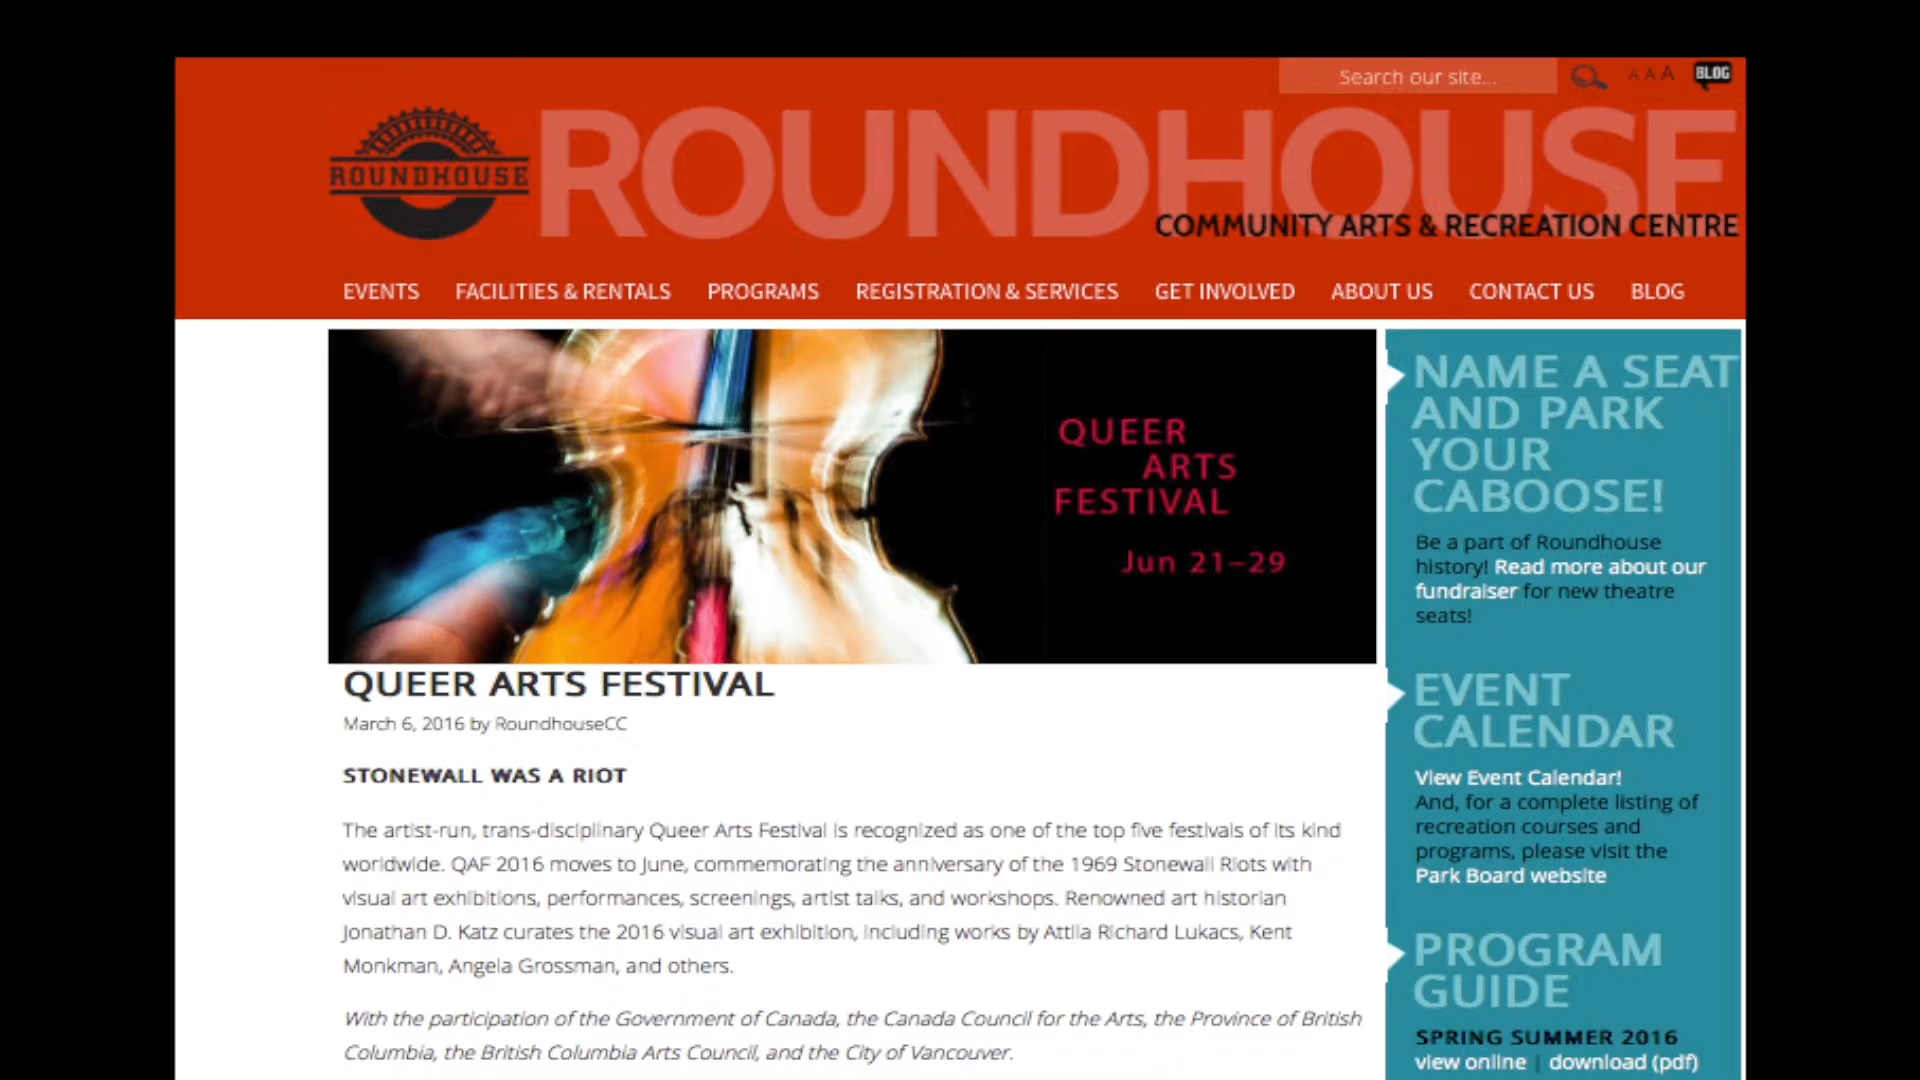 Search our site...
A A A
BLOG
ROUNDHOUSE
ROUNDHOUSE
COMMUNITY ARTS & RECREATION CENTRE
EVENTS FACILITIES & RENTALS PROGRAMS REGISTRATION & SERVICES GET INVOLVED ABOUT US CONTACT US BLOG
QUEER
ARTS
FESTIVAL
Jun 21–29
QUEER ARTS FESTIVAL
March 6, 2016 by RoundhouseCC
STONEWALL WAS A RIOT
The artist-run, trans-disciplinary Queer Arts Festival is recognized as one of the top five festivals of its kind
worldwide. QAF 2016 moves to June, commemorating the anniversary of the 1969 Stonewall Riots with
visual art exhibitions, performances, screenings, artist talks, and workshops. Renowned art historian
Jonathan D. Katz curates the 2016 visual art exhibition, including works by Attila Richard Lukacs, Kent
Monkman, Angela Grossman, and others.
With the participation of the Government of Canada, the Canada Council for the Arts, the Province of British
Columbia, the British Columbia Arts Council, and the City of Vancouver.
NAME A SEAT
AND PARK
YOUR
CABOOSE!
Be a part of Roundhouse
history! Read more about our
fundraiser for new theatre
seats!
EVENT
CALENDAR
View Event Calendar!
And, for a complete listing of
recreation courses and
programs, please visit the
Park Board website
PROGRAM
GUIDE
SPRING SUMMER 2016
view online | download (pdf)